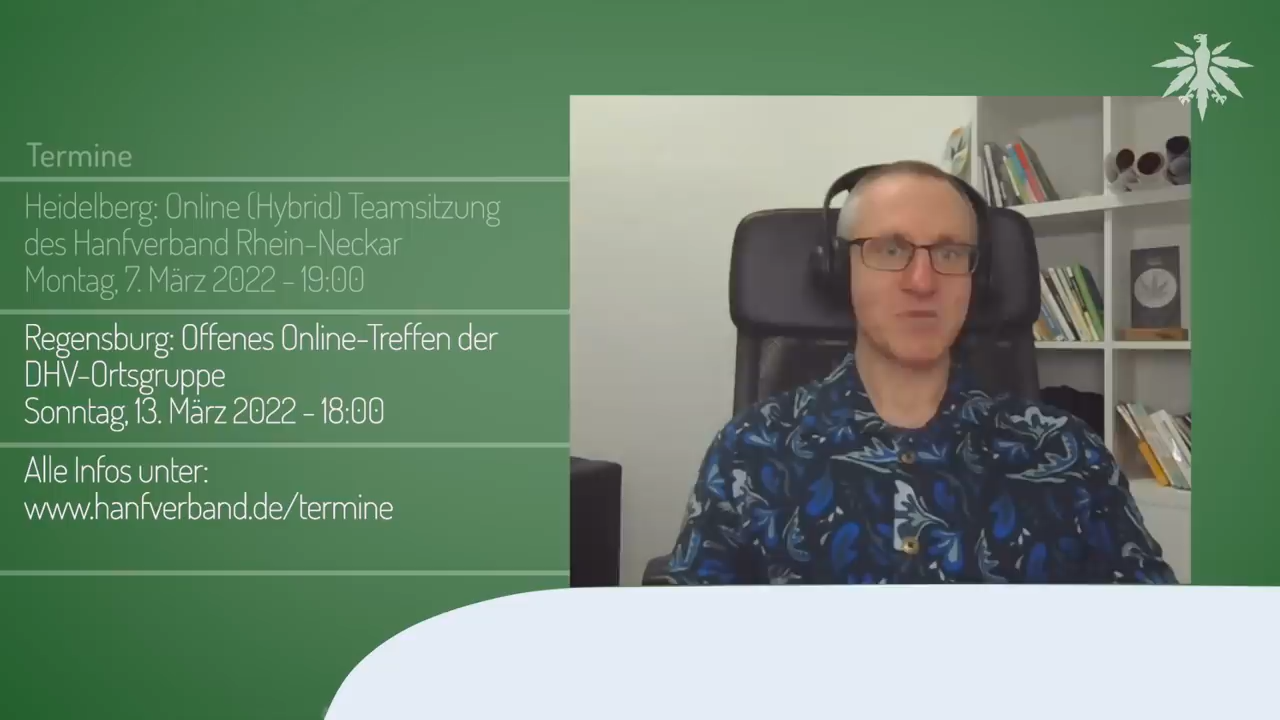 Termine
Heidelberg: Online (Hybrid) Teamsitzung
des Hanfverband Rhein-Neckar
Montag, 7. März 2022 - 19:00
Regensburg: Offenes Online-Treffen der
DHV-Ortsgruppe
Sonntag, 13. März 2022 - 18:00
Alle Infos unter:
www.hanfverband.de/termine